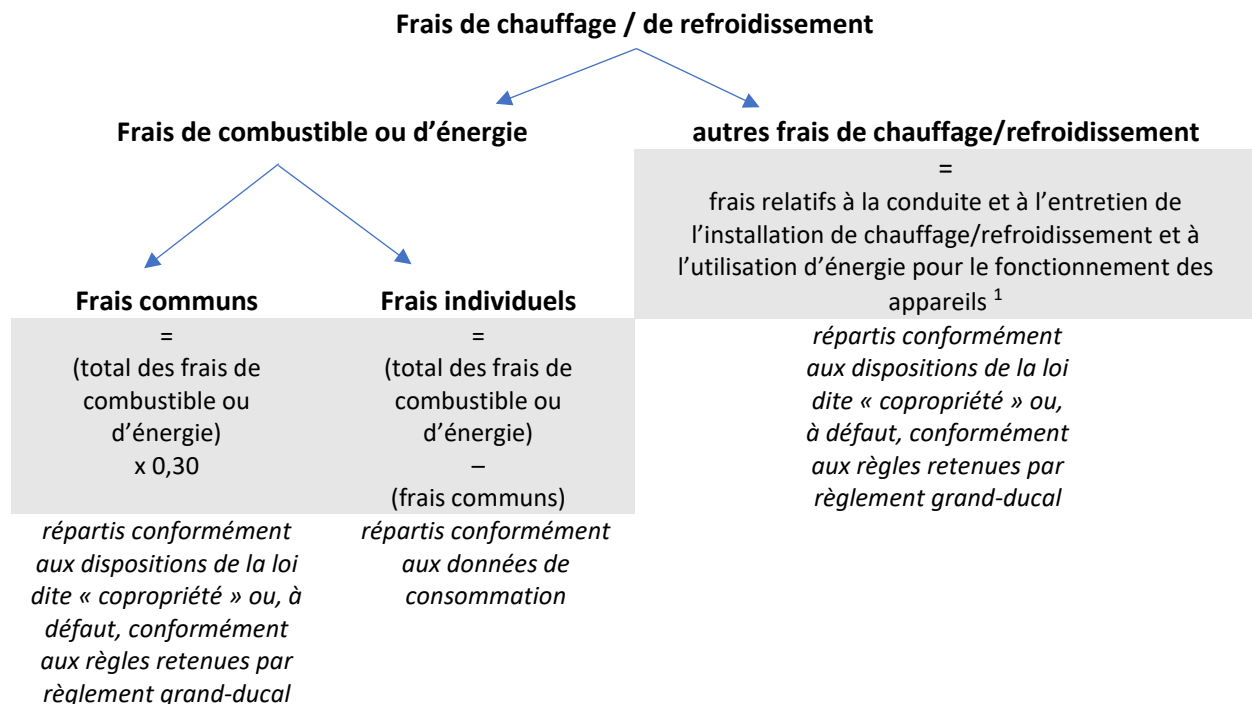 Frais de chauffage / de refroidissement
Frais de combustible ou d’énergie
autres frais de chauffage/refroidissement
=
frais relatifs à la conduite et à l’entretien de
l’installation de chauffage/refroidissement et à
l’utilisation d’énergie pour le fonctionnement des
appareils 1
répartis conformément
aux dispositions de la loi
dite « copropriété » ou,
à défaut, conformément
aux règles retenues par
règlement grand-ducal
Frais communs
=
(total des frais de
combustible ou
d’énergie)
x 0,30
répartis conformément
aux dispositions de la loi
dite « copropriété » ou, à
défaut, conformément
aux règles retenues par
règlement grand-ducal
Frais individuels
=
(total des frais de
combustible ou
d’énergie)
–
(frais communs)
répartis conformément
aux données de
consommation